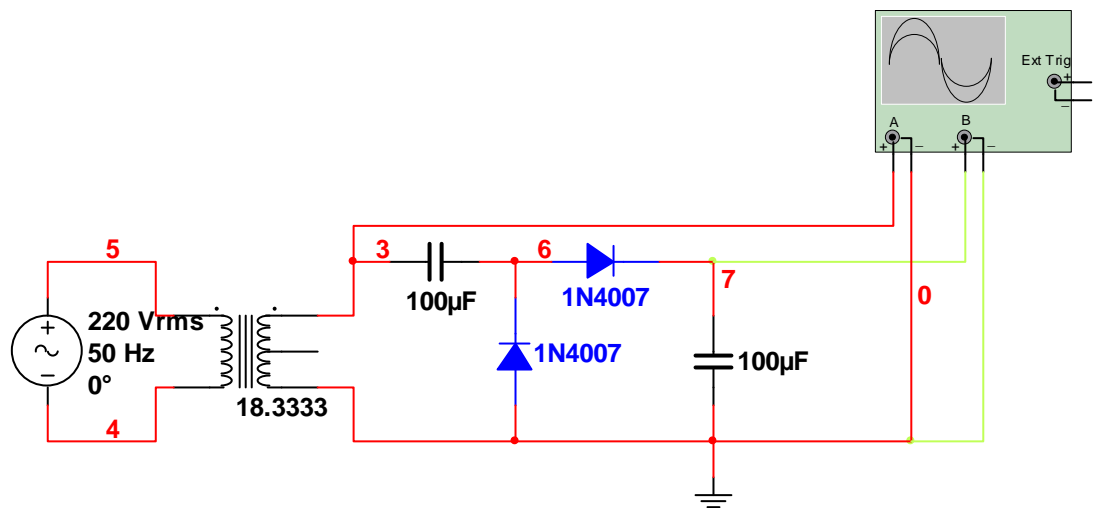 Ext Trig
+
−
A
B
+ − + −
5
3
6
7
0
100µF
1N4007
220 Vrms
50 Hz
0°
1N4007
100µF
18.3333
4